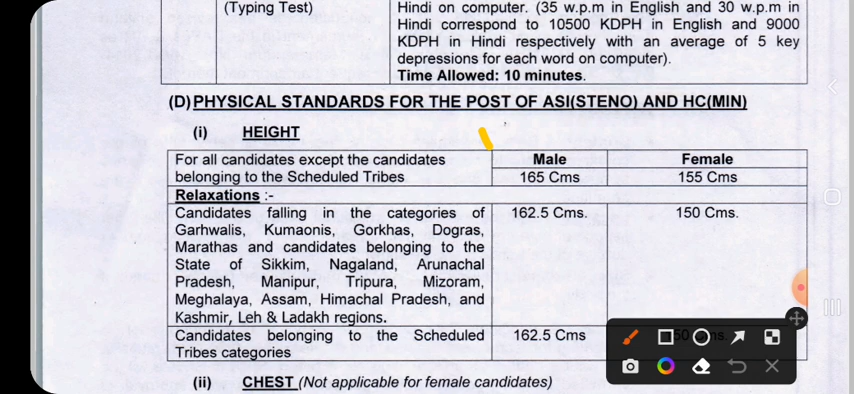 (Typing Test)
Hindi on computer. (35 w.p.m in English and 30 w.p.m in
Hindi correspond to 10500 KDPH in English and 9000
KDPH in Hindi respectively with an average of 5 key
depressions for each word on computer).
Time Allowed: 10 minutes.
(D) PHYSICAL STANDARDS FOR THE POST OF ASI(STENO) AND HC(MIN)
(i) HEIGHT
For all candidates except the candidates
belonging to the Scheduled Tribes
Male
165 Cms
Female
155 Cms
Relaxations :-
Candidates falling in the categories of
Garhwalis, Kumaonis, Gorkhas, Dogras,
Marathas and candidates belonging to the
State of Sikkim, Nagaland, Arunachal
Pradesh, Manipur, Tripura, Mizoram,
Meghalaya, Assam, Himachal Pradesh, and
Kashmir, Leh & Ladakh regions.
162.5 Cms.
150 Cms.
Candidates belonging to the Scheduled
Tribes categories
162.5 Cms
(ii) CHEST (Not applicable for female candidates)